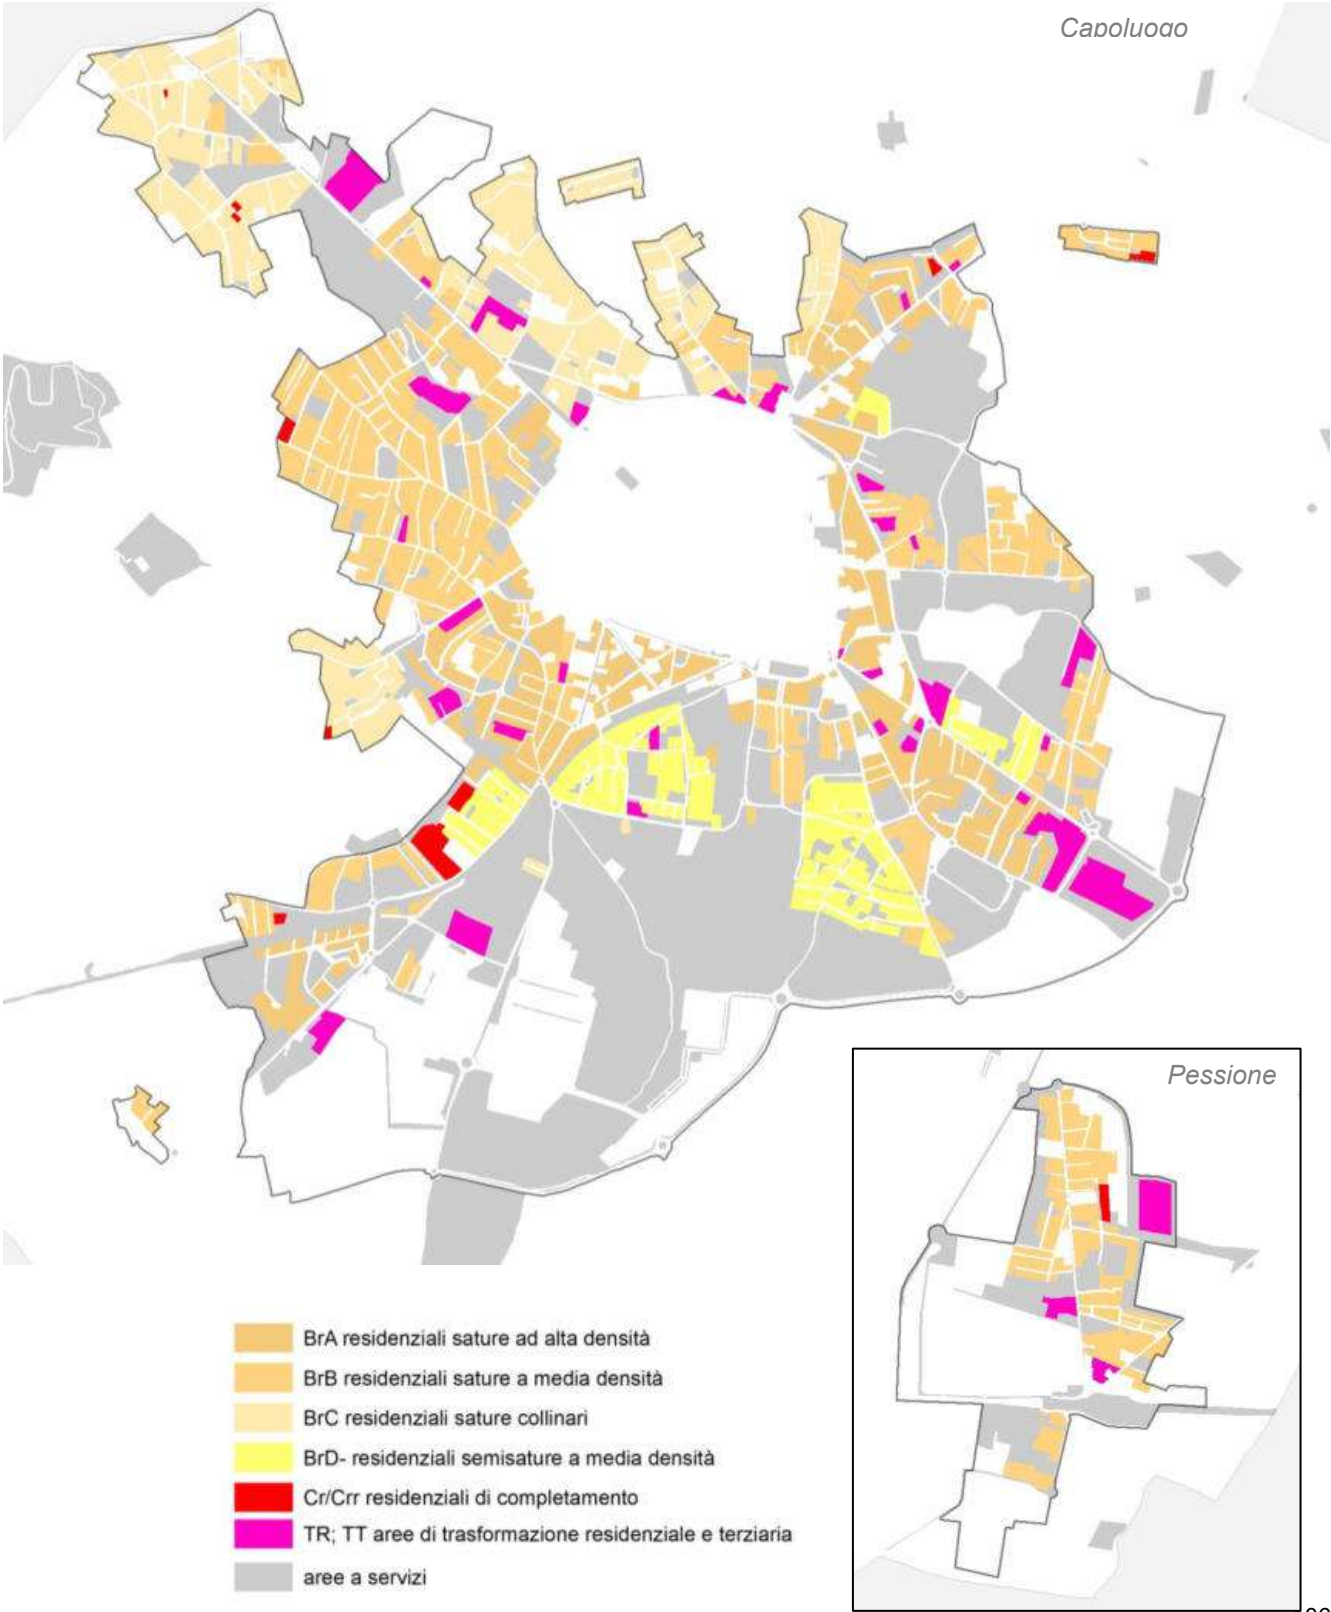 Capoluogo
Pessione
BrA residenziali sature ad alta densità
BrB residenziali sature a media densità
BrC residenziali sature collinari
BrD- residenziali semisature a media densità
Cr/Crr residenziali di completamento
TR; TT aree di trasformazione residenziale e terziaria
aree a servizi